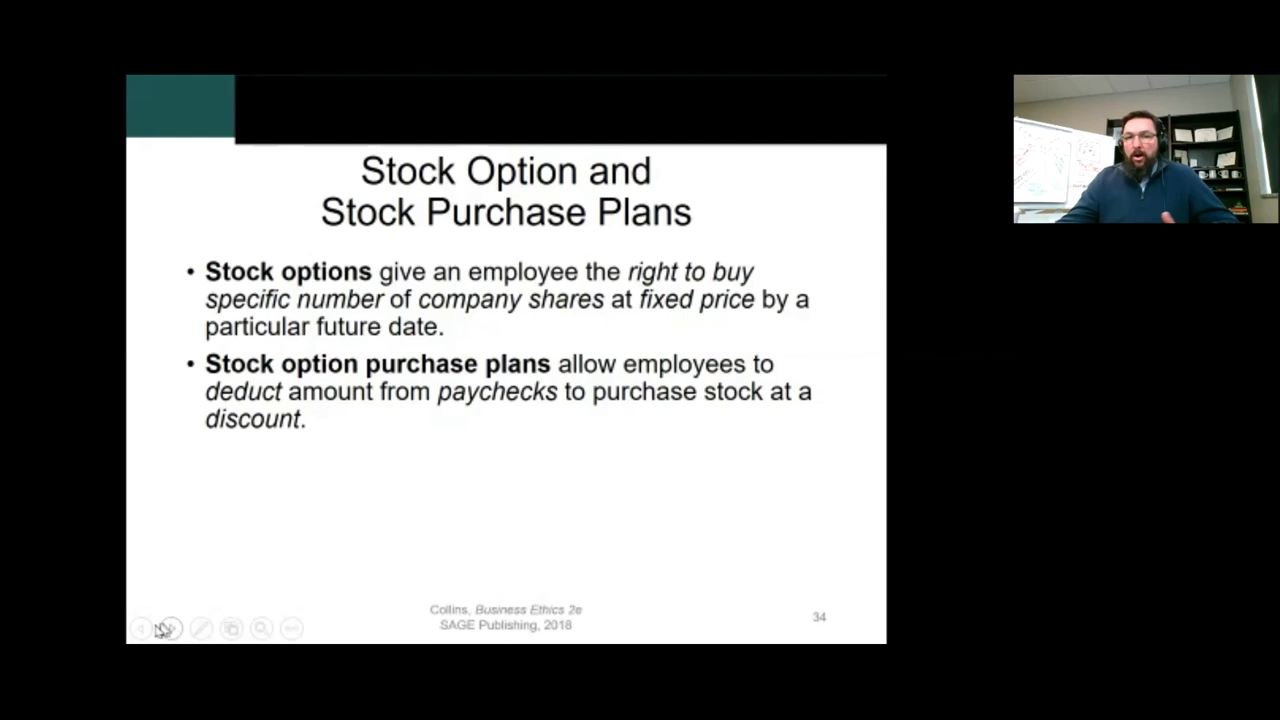 Stock Option and
Stock Purchase Plans
• Stock options give an employee the right to buy
specific number of company shares at fixed price by a
particular future date.
• Stock option purchase plans allow employees to
deduct amount from paychecks to purchase stock at a
discount.
Collins, Business Ethics 2e
SAGE Publishing, 2018
34